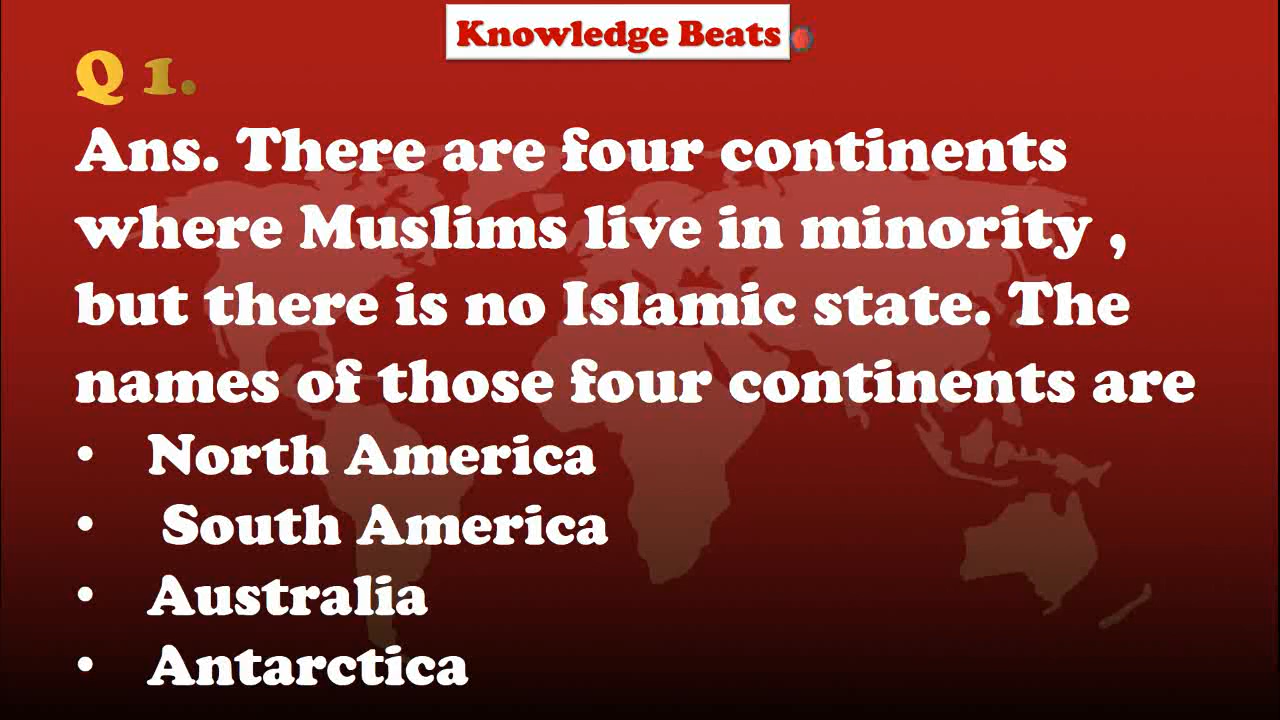 Knowledge Beats
Q 1.
Ans. There are four continents
where Muslims live in minority ,
but there is no Islamic state. The
names of those four continents are
• North America
• South America
• Australia
• Antarctica